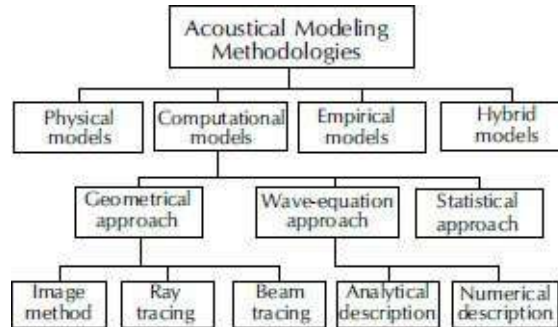 Acoustical Modeling
Methodologies
Physical
models
Computational
models
Empirical
models
Hybrid
models
Geometrical
approach
Wave-equation
approach
Statistical
approach
Image
method
Ray
tracing
Beam
tracing
Analytical
description
Numerical
description